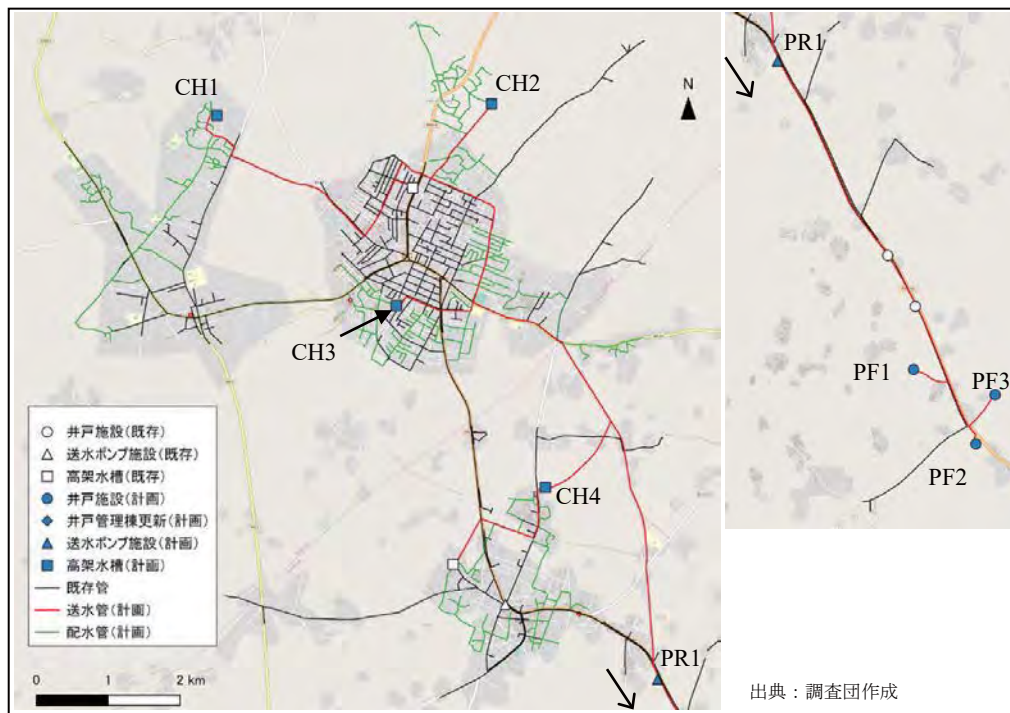 CH1
CH2
N
CH3
CH4
PR1
○ 井戸施設(既存)
△ 送水ポンプ施設(既存)
□ 高架水槽(既存)
● 井戸施設(計画)
◆ 井戸管理棟更新(計画)
▲ 送水ポンプ施設(計画)
■ 高架水槽(計画)
既存管
送水管(計画)
配水管(計画)
0 1 2 km
PR1
PF1
PF3
PF2
出典：調査団作成